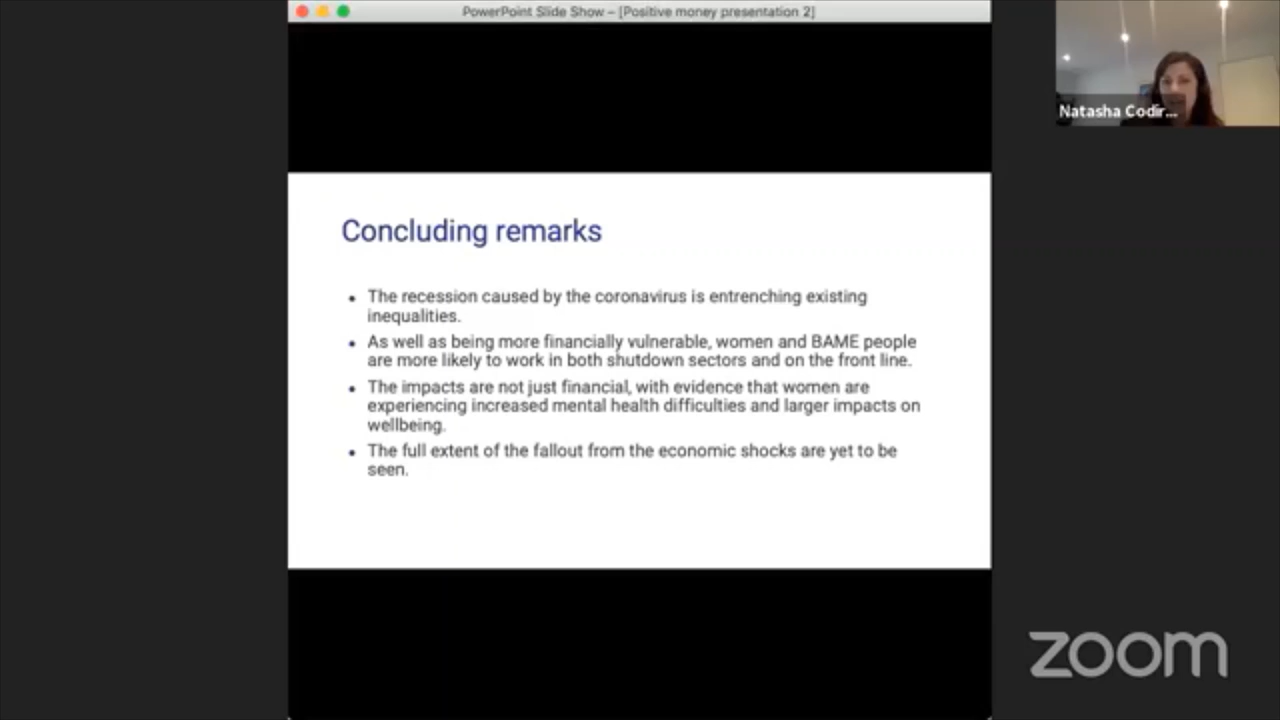 PowerPoint Slide Show – [Positive money presentation 2]
Natasha Codir...
Concluding remarks
• The recession caused by the coronavirus is entrenching existing
inequalities.
• As well as being more financially vulnerable, women and BAME people
are more likely to work in both shutdown sectors and on the front line.
• The impacts are not just financial, with evidence that women are
experiencing increased mental health difficulties and larger impacts on
wellbeing.
• The full extent of the fallout from the economic shocks are yet to be
seen.
zoom